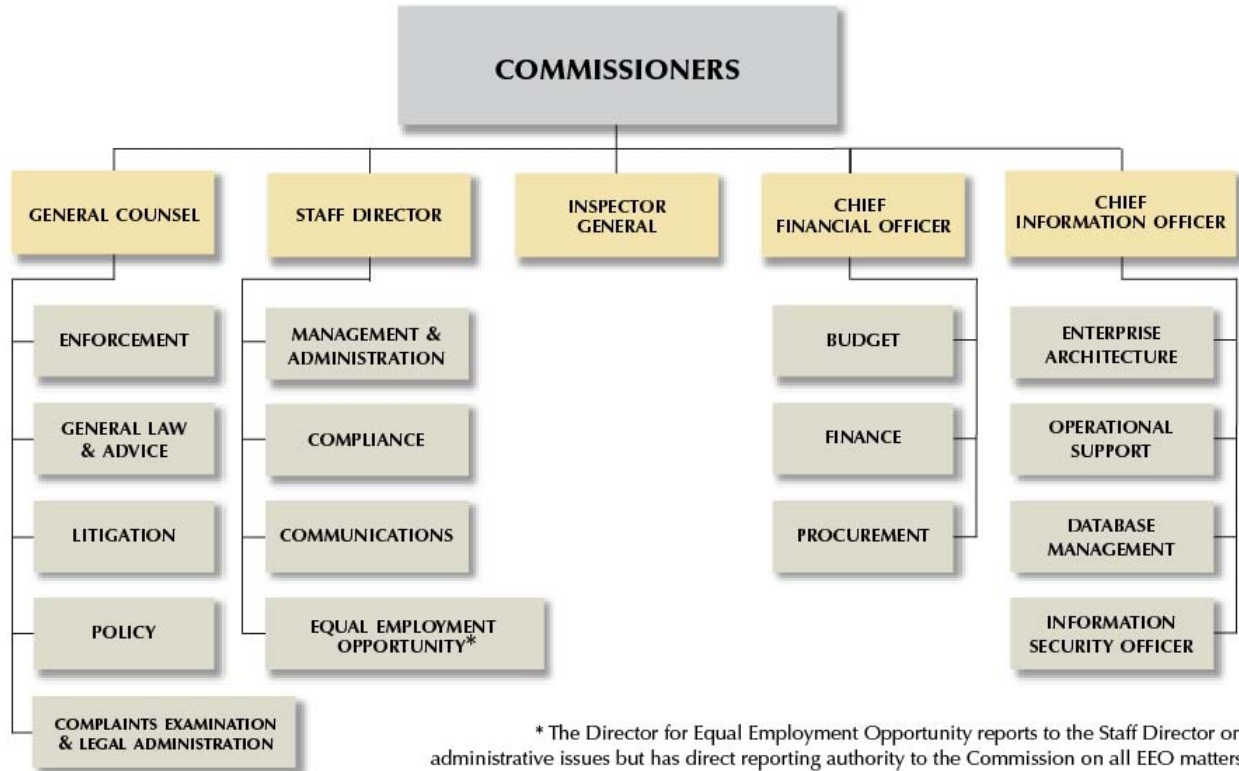 COMMISSIONERS
GENERAL COUNSEL
STAFF DIRECTOR
INSPECTOR
GENERAL
CHIEF
FINANCIAL OFFICER
CHIEF
INFORMATION OFFICER
ENFORCEMENT
GENERAL LAW
& ADVICE
LITIGATION
POLICY
COMPLAINTS EXAMINATION
& LEGAL ADMINISTRATION
MANAGEMENT &
ADMINISTRATION
COMPLIANCE
COMMUNICATIONS
EQUAL EMPLOYMENT
OPPORTUNITY*
BUDGET
FINANCE
PROCUREMENT
ENTERPRISE
ARCHITECTURE
OPERATIONAL
SUPPORT
DATABASE
MANAGEMENT
INFORMATION
SECURITY OFFICER
* The Director for Equal Employment Opportunity reports to the Staff Director on
administrative issues but has direct reporting authority to the Commission on all EEO matters